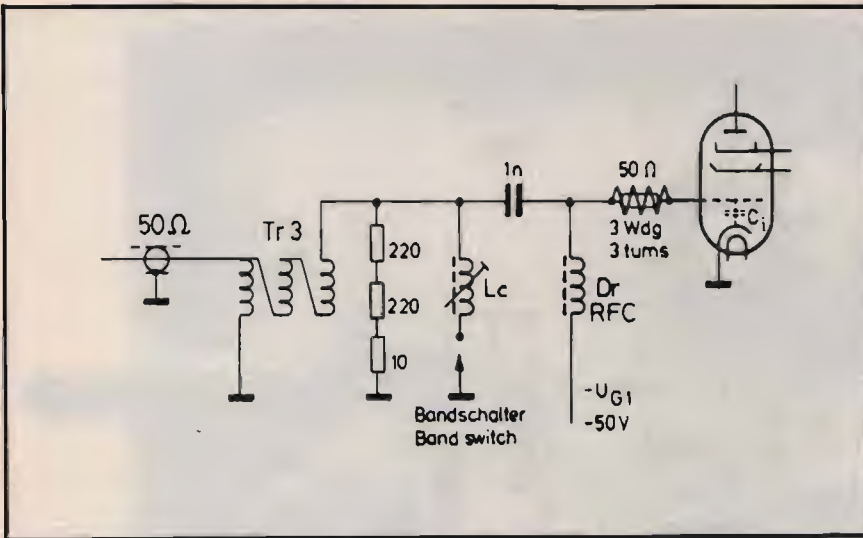 50Ω
Tr 3
220
220
10
Lc
Bandschalter
Band switch
1n
50 Ω
3 Wdg
3 turns
Dr
RFC
-U G1
-50V
C i